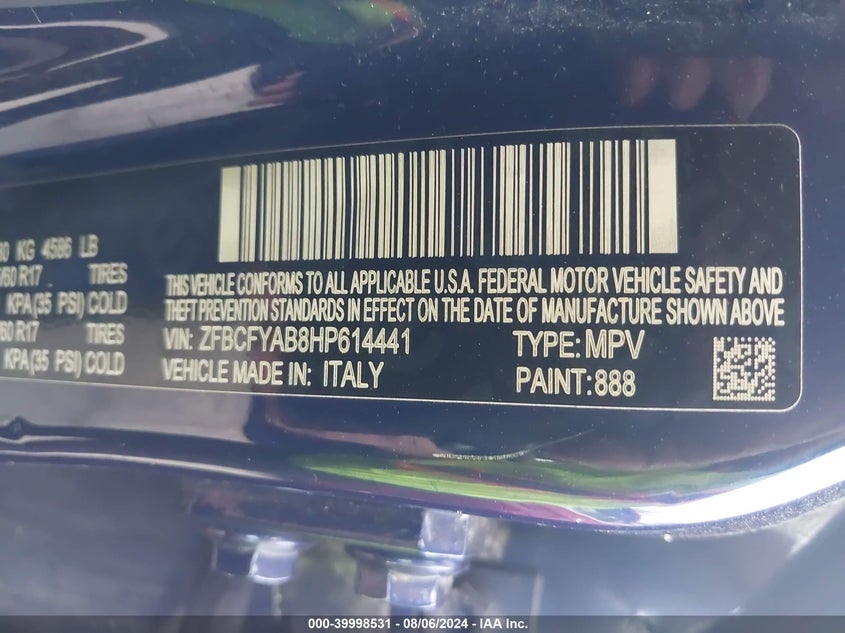 KG 4586 LB
R17 TIRES
KPA(35 PSI) COLD
R17 TIRES
KPA(35 PSI) COLD
THIS VEHICLE CONFORMS TO ALL APPLICABLE U.S.A. FEDERAL MOTOR VEHICLE SAFETY AND
THEFT PREVENTION STANDARDS IN EFFECT ON THE DATE OF MANUFACTURE SHOWN ABOVE
VIN: ZFBCFYAB8HP614441 TYPE: MPV
VEHICLE MADE IN: ITALY PAINT: 888
000-39998531 - 08/06/2024 - IAA Inc.